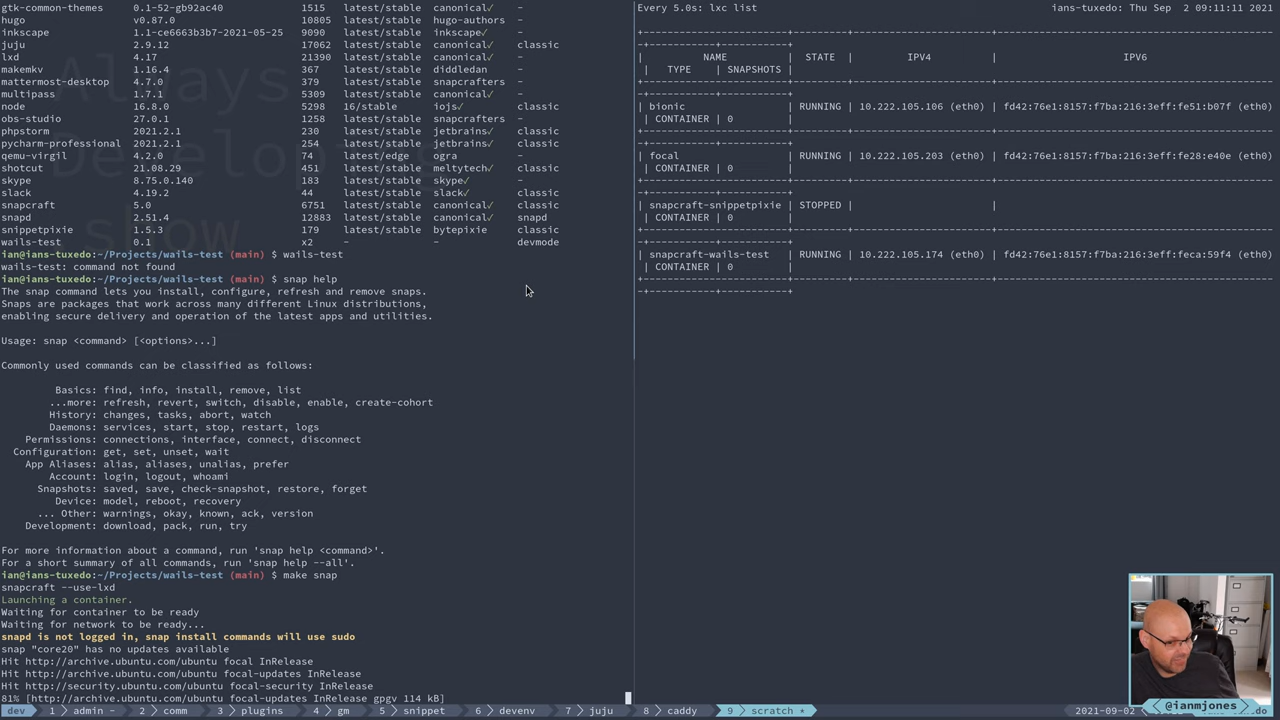 gtk-common-themes 0.1-52-gb92ac40 1515 latest/stable canonical✓ -
hugo v0.87.0 10805 latest/stable hugo-authors -
inkscape 1.1-ce6663b3b7-2021-05-25 9090 latest/stable inkscape✓ -
juju 2.9.12 17062 latest/stable canonical✓ classic
lxd 4.17 21390 latest/stable canonical✓ -
makemkv 1.16.4 367 latest/stable diddledan -
mattermost-desktop 4.7.0 379 latest/stable snapcrafters -
multipass 1.7.1 5309 latest/stable canonical✓ -
node 16.8.0 5298 16/stable iojs✓ classic
obs-studio 27.0.1 1258 latest/stable snapcrafters -
phpstorm 2021.2.1 230 latest/stable jetbrains✓ classic
pycharm-professional 2021.2.1 254 latest/stable jetbrains✓ classic
qemu-virgil 4.2.0 74 latest/edge ogra -
shotcut 21.08.29 451 latest/stable meltytech✓ classic
skype 8.75.0.140 183 latest/stable skype✓ -
slack 4.19.2 44 latest/stable slack✓ classic
snapcraft 5.0 6751 latest/stable canonical✓ classic
snapd 2.51.4 12883 latest/stable canonical✓ snapd
snippetpixie 1.5.3 179 latest/stable bytepixie classic
wails-test 0.1 x2 - - devmode
Always
Developing
show
ian@ians-tuxedo:~/Projects/wails-test (main) $ wails-test
wails-test: command not found
ian@ians-tuxedo:~/Projects/wails-test (main) $ snap help
The snap command lets you install, configure, refresh and remove snaps.
Snaps are packages that work across many different Linux distributions,
enabling secure delivery and operation of the latest apps and utilities.
Usage: snap <command> [<options>...]
Commonly used commands can be classified as follows:
Basics: find, info, install, remove, list
...more: refresh, revert, switch, disable, enable, create-cohort
History: changes, tasks, abort, watch
Daemons: services, start, stop, restart, logs
Permissions: connections, interface, connect, disconnect
Configuration: get, set, unset, wait
App Aliases: alias, aliases, unalias, prefer
Account: login, logout, whoami
Snapshots: saved, save, check-snapshot, restore, forget
Device: model, reboot, recovery
... Other: warnings, okay, known, ack, version
Development: download, pack, run, try
For more information about a command, run 'snap help <command>'.
For a short summary of all commands, run 'snap help --all'.
ian@ians-tuxedo:~/Projects/wails-test (main) $ make snap
snapcraft --use-lxd
Launching a container.
Waiting for container to be ready
Waiting for network to be ready...
snapd is not logged in, snap install commands will use sudo
snap "core20" has no updates available
Hit http://archive.ubuntu.com/ubuntu focal InRelease
Hit http://archive.ubuntu.com/ubuntu focal-updates InRelease
Hit http://security.ubuntu.com/ubuntu focal-security InRelease
81% [http://archive.ubuntu.com/ubuntu focal-updates InRelease gpgv 114 kB]
Every 5.0s: lxc list ians-tuxedo: Thu Sep 2 09:11:11 2021
| NAME | STATE | IPV4 | IPV6
| TYPE | SNAPSHOTS |
| bionic | RUNNING | 10.222.105.106 (eth0) | fd42:76e1:8157:f7ba:216:3eff:fe51:b07f (eth0)
| CONTAINER | 0 |
| focal | RUNNING | 10.222.105.203 (eth0) | fd42:76e1:8157:f7ba:216:3eff:fe28:e40e (eth0)
| CONTAINER | 0 |
| snapcraft-snippetpixie | STOPPED | |
| CONTAINER | 0 |
| snapcraft-wails-test | RUNNING | 10.222.105.174 (eth0) | fd42:76e1:8157:f7ba:216:3eff:feca:59f4 (eth0)
| CONTAINER | 0 |
dev 1 admin - 2 comm 3 plugins 4 gm 5 snippet 6 devenv 7 juju 8 caddy 9 scratch * 2021-09-02
<@ianmjones>